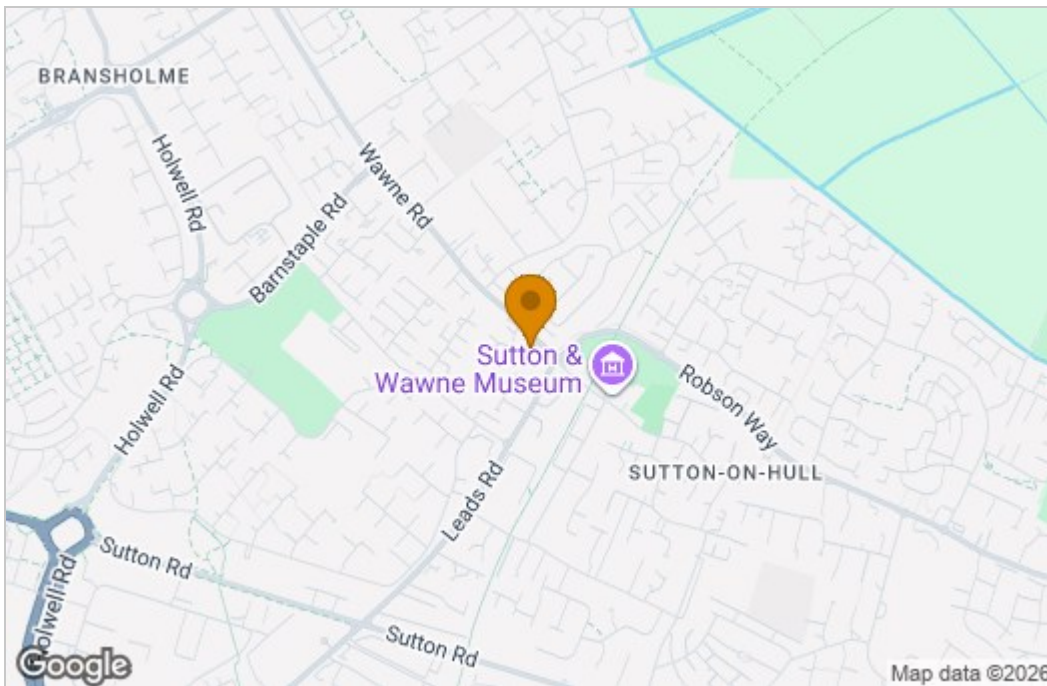 BRANSHOLME
Holwell Rd
Wawne Rd
Barnstaple Rd
Sutton &
Wawne Museum
Robson Way
Holwell Rd
SUTTON-ON-HULL
Leads Rd
Sutton Rd
Holwell Rd
Sutton Rd
Google
Map data ©2026